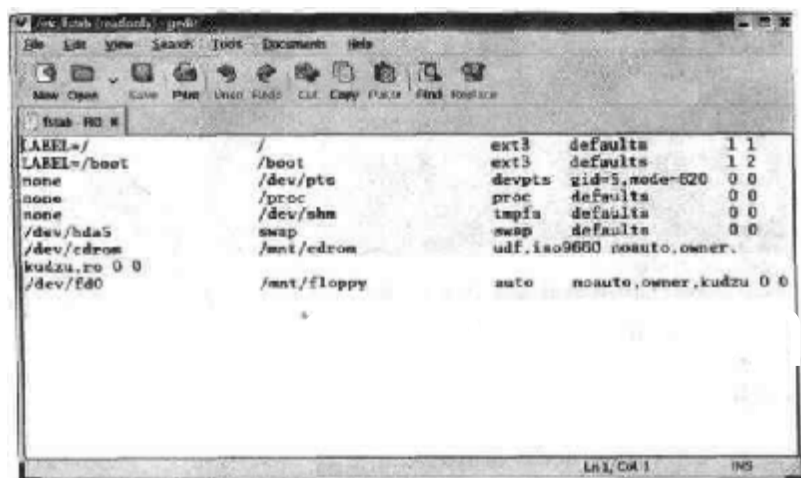 /etc/fstab (readonly) - gedit
File Edit View Search Tools Documents Help
New Open Save Print Undo Redo Cut Copy Paste Find Replace
fstab - RO
LABEL=/ / ext3 defaults 1 1
LABEL=/boot /boot ext3 defaults 1 2
none /dev/pts devpts gid=5,mode=620 0 0
none /proc proc defaults 0 0
none /dev/shm tmpfs defaults 0 0
/dev/hda5 swap swap defaults 0 0
/dev/cdrom /mnt/cdrom udf,iso9660 noauto,owner,
kudzu,ro 0 0
/dev/fd0 /mnt/floppy auto noauto,owner,kudzu 0 0
Ln 1, Col 1 INS